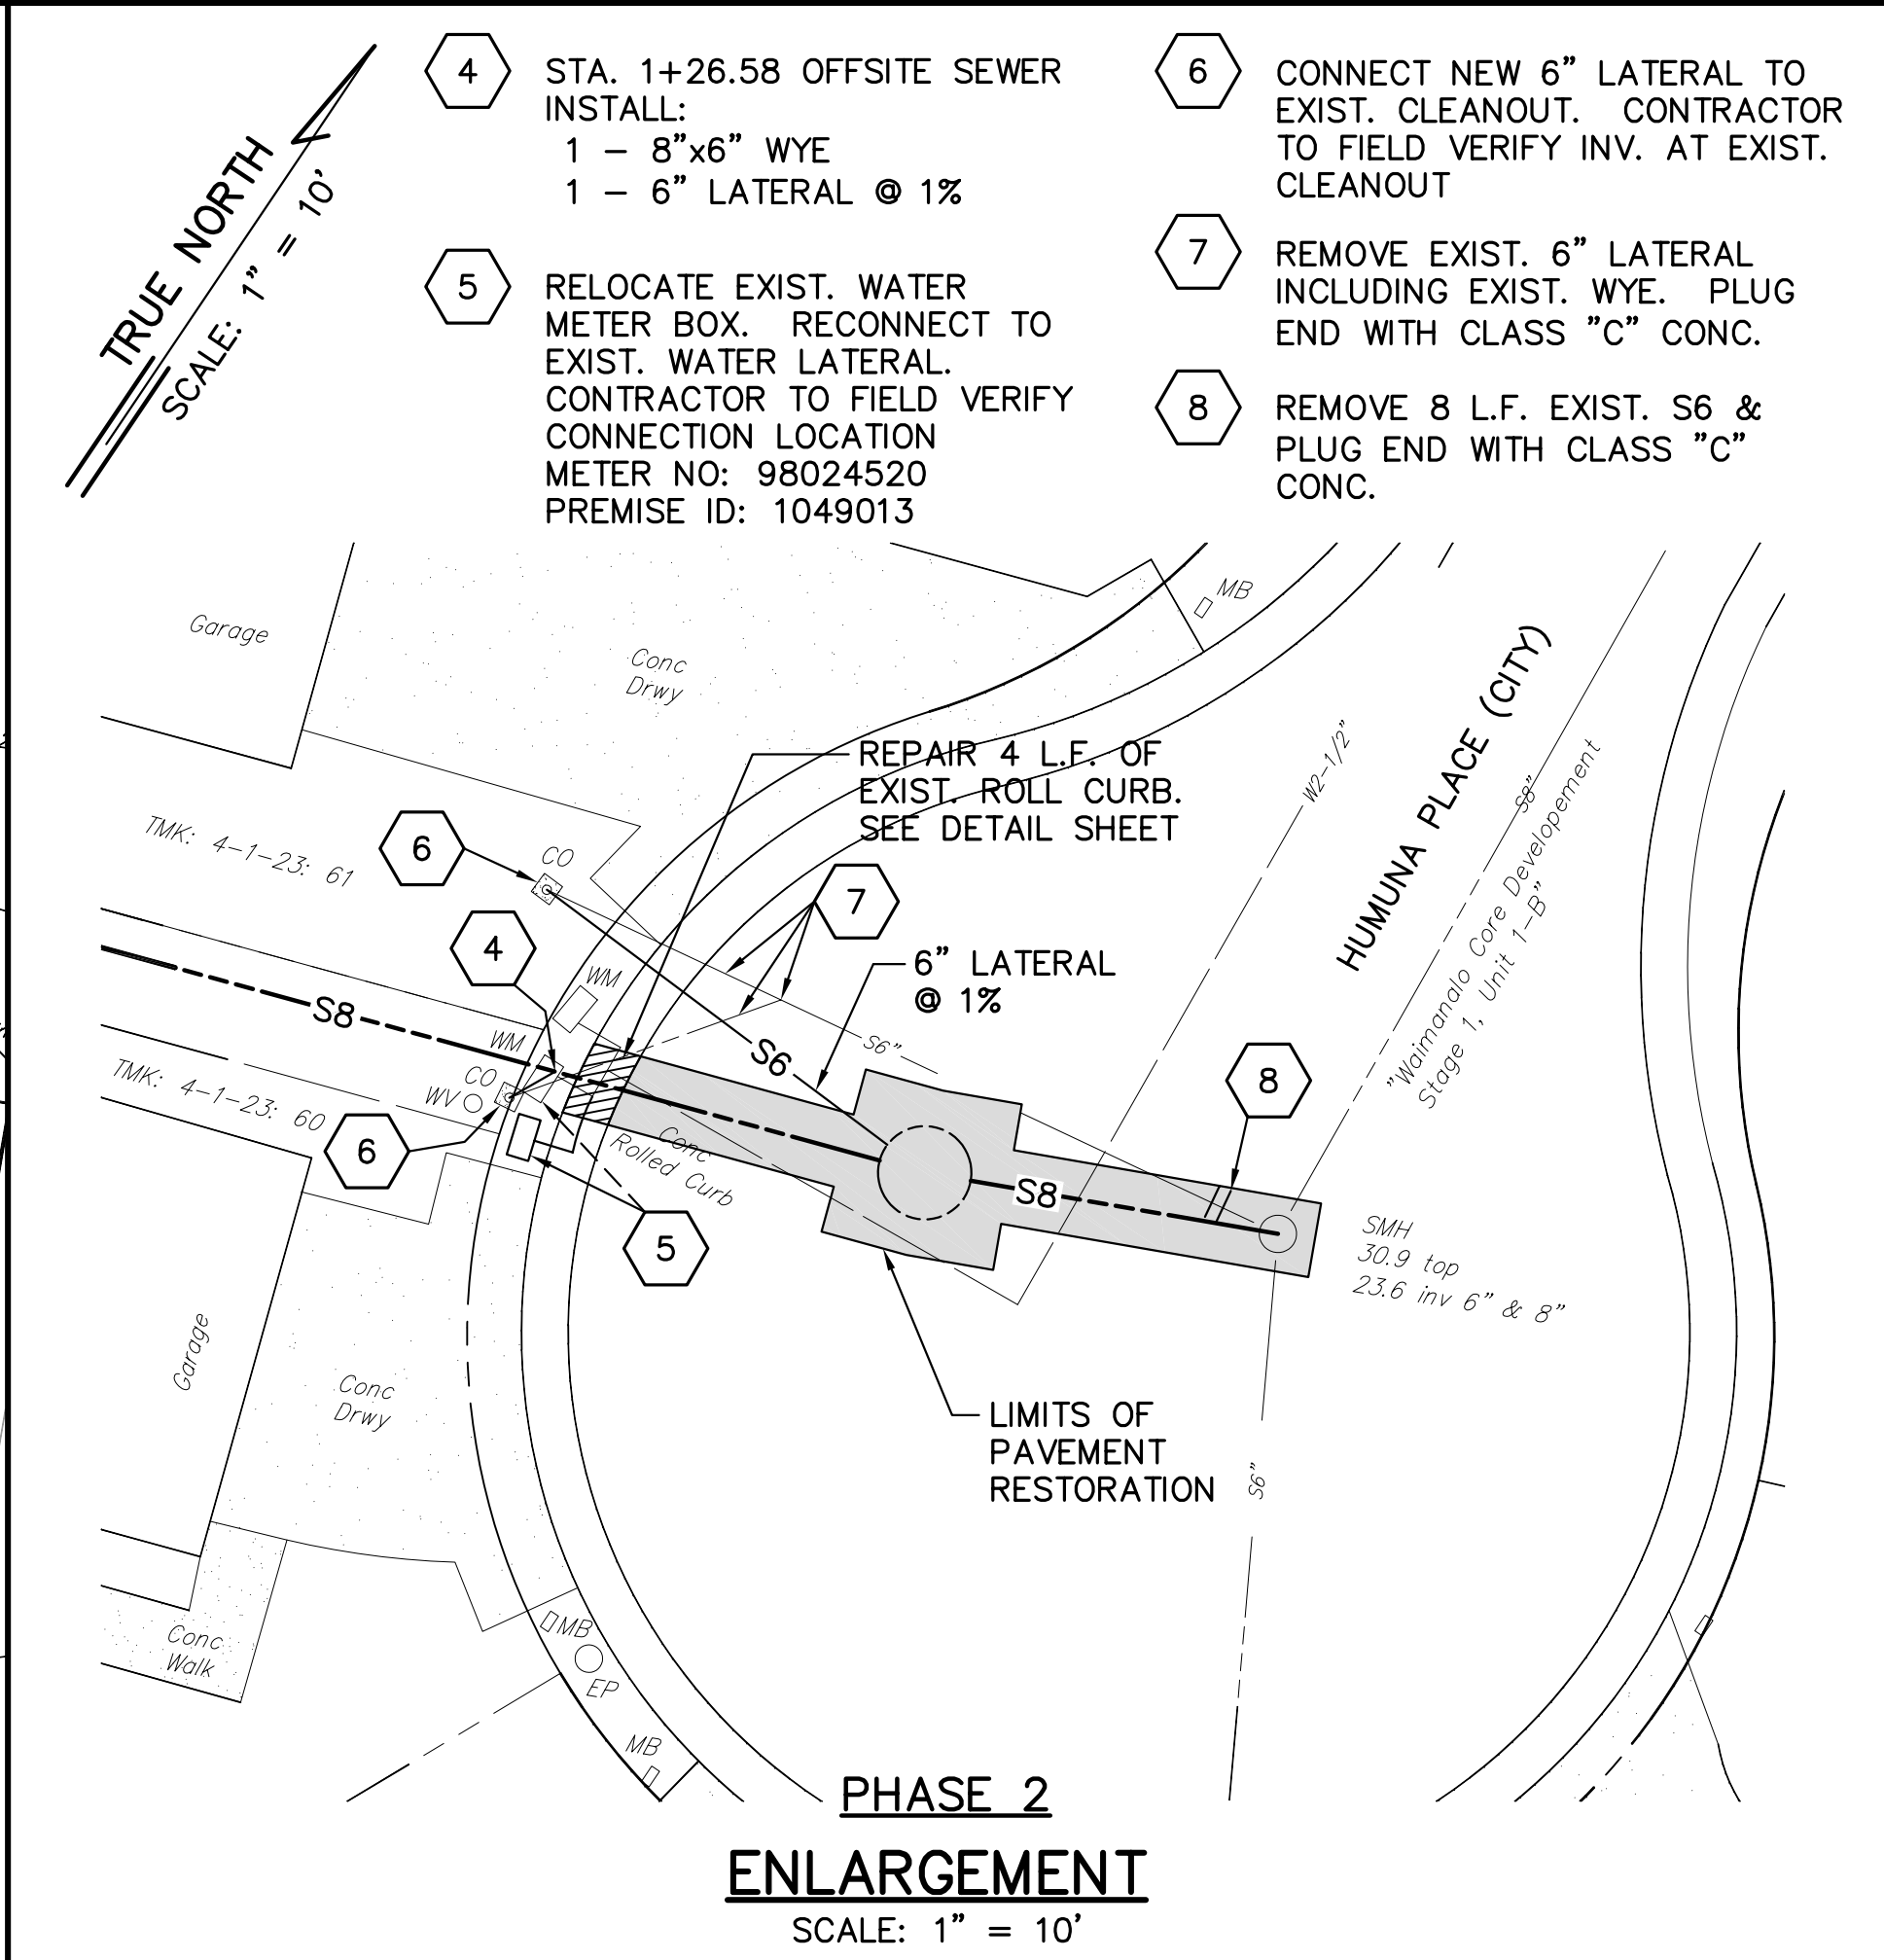 TRUE NORTH
SCALE: 1" = 10'
4
STA. 1+26.58 OFFSITE SEWER
INSTALL:
1 - 8"x6" WYE
1 - 6" LATERAL @ 1%
5
RELOCATE EXIST. WATER
METER BOX. RECONNECT TO
EXIST. WATER LATERAL.
CONTRACTOR TO FIELD VERIFY
CONNECTION LOCATION
METER NO: 98024520
PREMISE ID: 1049013
6
CONNECT NEW 6" LATERAL TO
EXIST. CLEANOUT. CONTRACTOR
TO FIELD VERIFY INV. AT EXIST.
CLEANOUT
7
REMOVE EXIST. 6" LATERAL
INCLUDING EXIST. WYE. PLUG
END WITH CLASS "C" CONC.
8
REMOVE 8 L.F. EXIST. S6 &
PLUG END WITH CLASS "C"
CONC.
Garage
Conc
Drwy
MB
HUMUNA PLACE (CITY)
W2-1/2"
S8"
"Waimanalo Core Developement
Stage 1, Unit 1-B"
REPAIR 4 L.F. OF
EXIST. ROLL CURB.
SEE DETAIL SHEET
TMK: 4-1-23: 61
6
CO
7
4
6" LATERAL
@ 1%
WM
S8
WM
S6
S6"
TMK: 4-1-23: 60
CO
WV
8
6
Conc
Rolled Curb
S8
5
SMH
30.9 top
23.6 inv 6" & 8"
Garage
Conc
Drwy
LIMITS OF
PAVEMENT
RESTORATION
S6"
Conc
Walk
MB
EP
MB
PHASE 2
ENLARGEMENT
SCALE: 1" = 10'